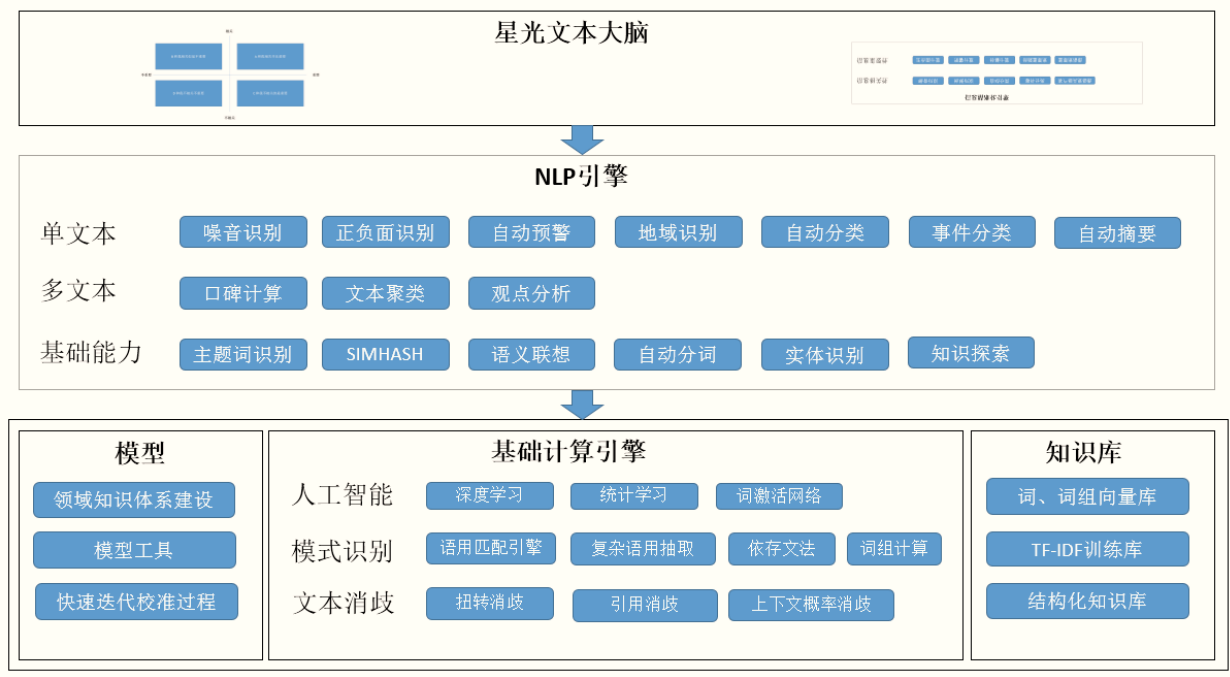 星光文本大脑
NLP引擎
单文本 噪音识别 正负面识别 自动预警 地域识别 自动分类 事件分类 自动摘要
多文本 口碑计算 文本聚类 观点分析
基础能力 主题词识别 SIMHASH 语义联想 自动分词 实体识别 知识探索
模型
领域知识体系建设
模型工具
快速迭代校准过程
基础计算引擎
人工智能 深度学习 统计学习 词激活网络
模式识别 语用匹配引擎 复杂语用抽取 依存文法 词组计算
文本消歧 扭转消歧 引用消歧 上下文概率消歧
知识库
词、词组向量库
TF-IDF训练库
结构化知识库